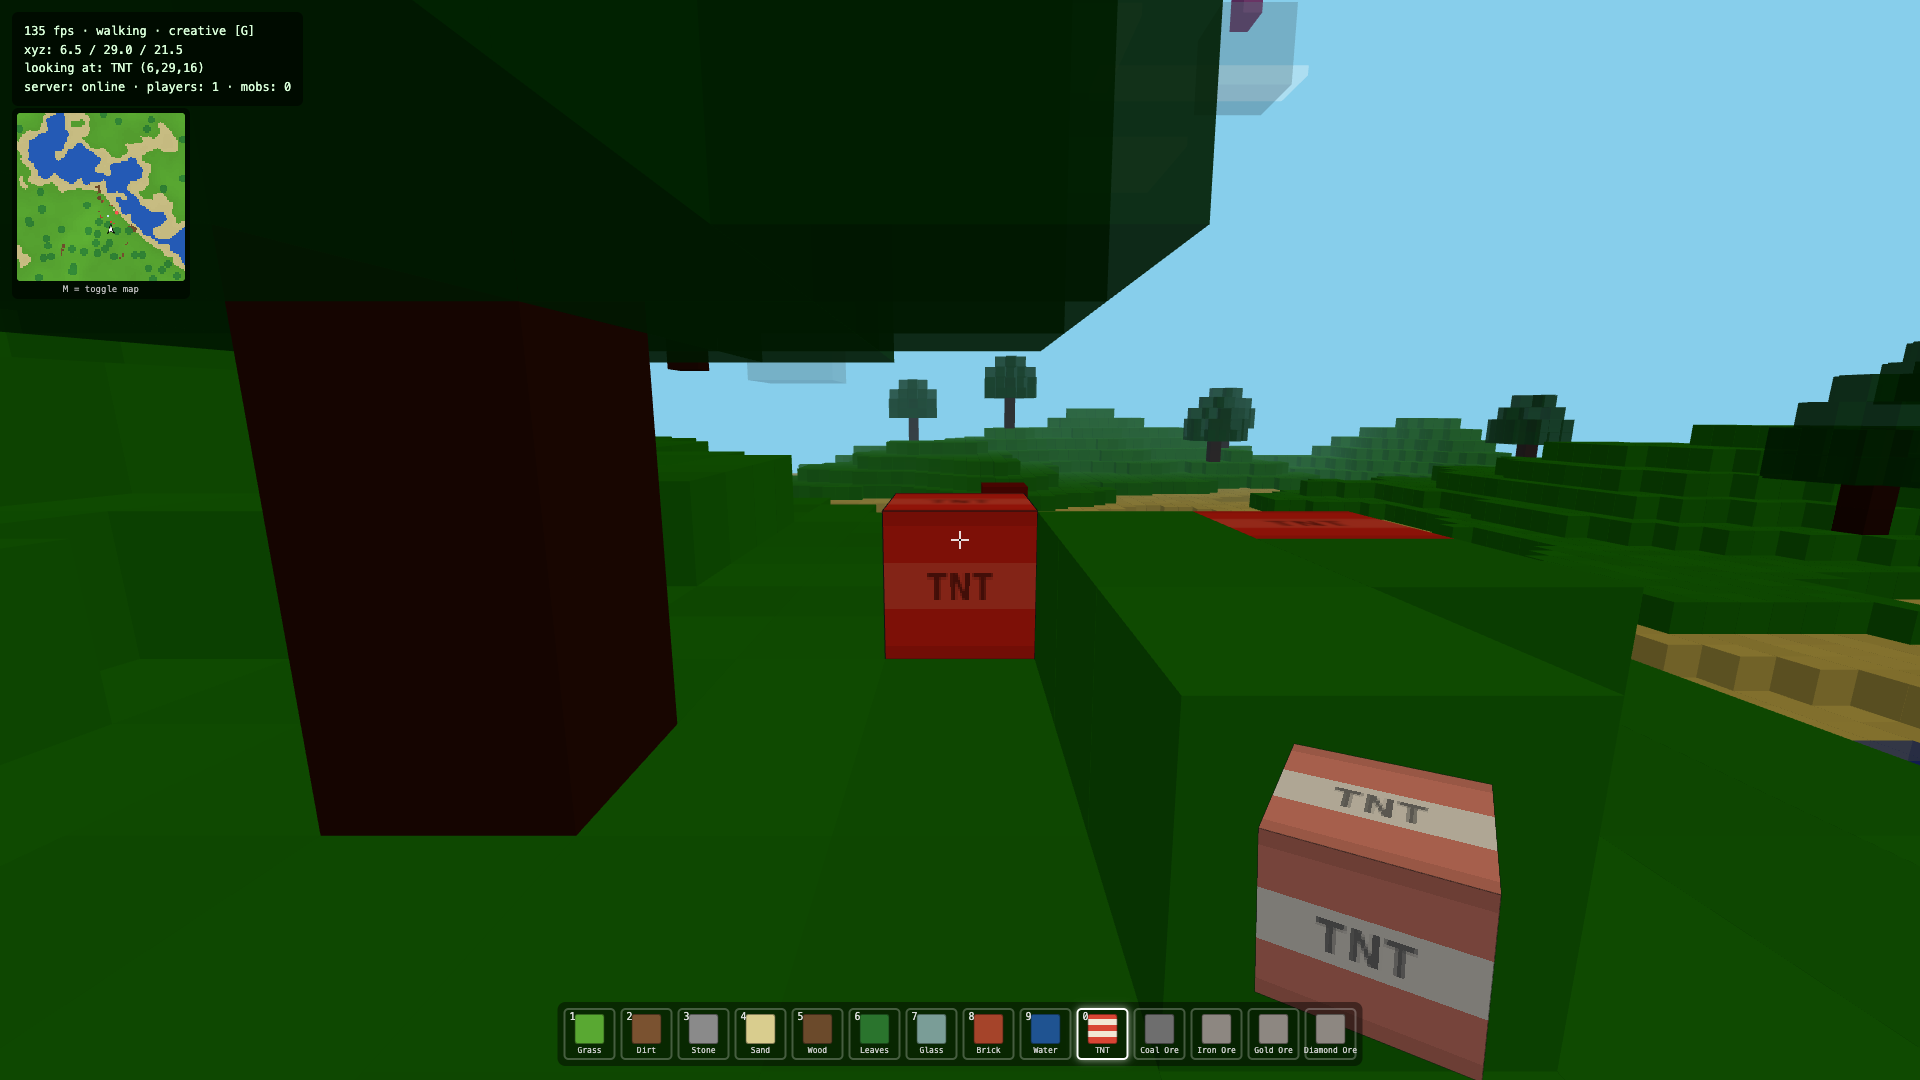 135 fps · walking · creative [G]
xyz: 6.5 / 29.0 / 21.5
looking at: TNT (6,29,16)
server: online · players: 1 · mobs: 0
M = toggle map
TNT
TNT
TNT
TNT
TNT
1 2 3 4 5 6 7 8 9 0
Grass Dirt Stone Sand Wood Leaves Glass Brick Water TNT Coal Ore Iron Ore Gold Ore Diamond Ore